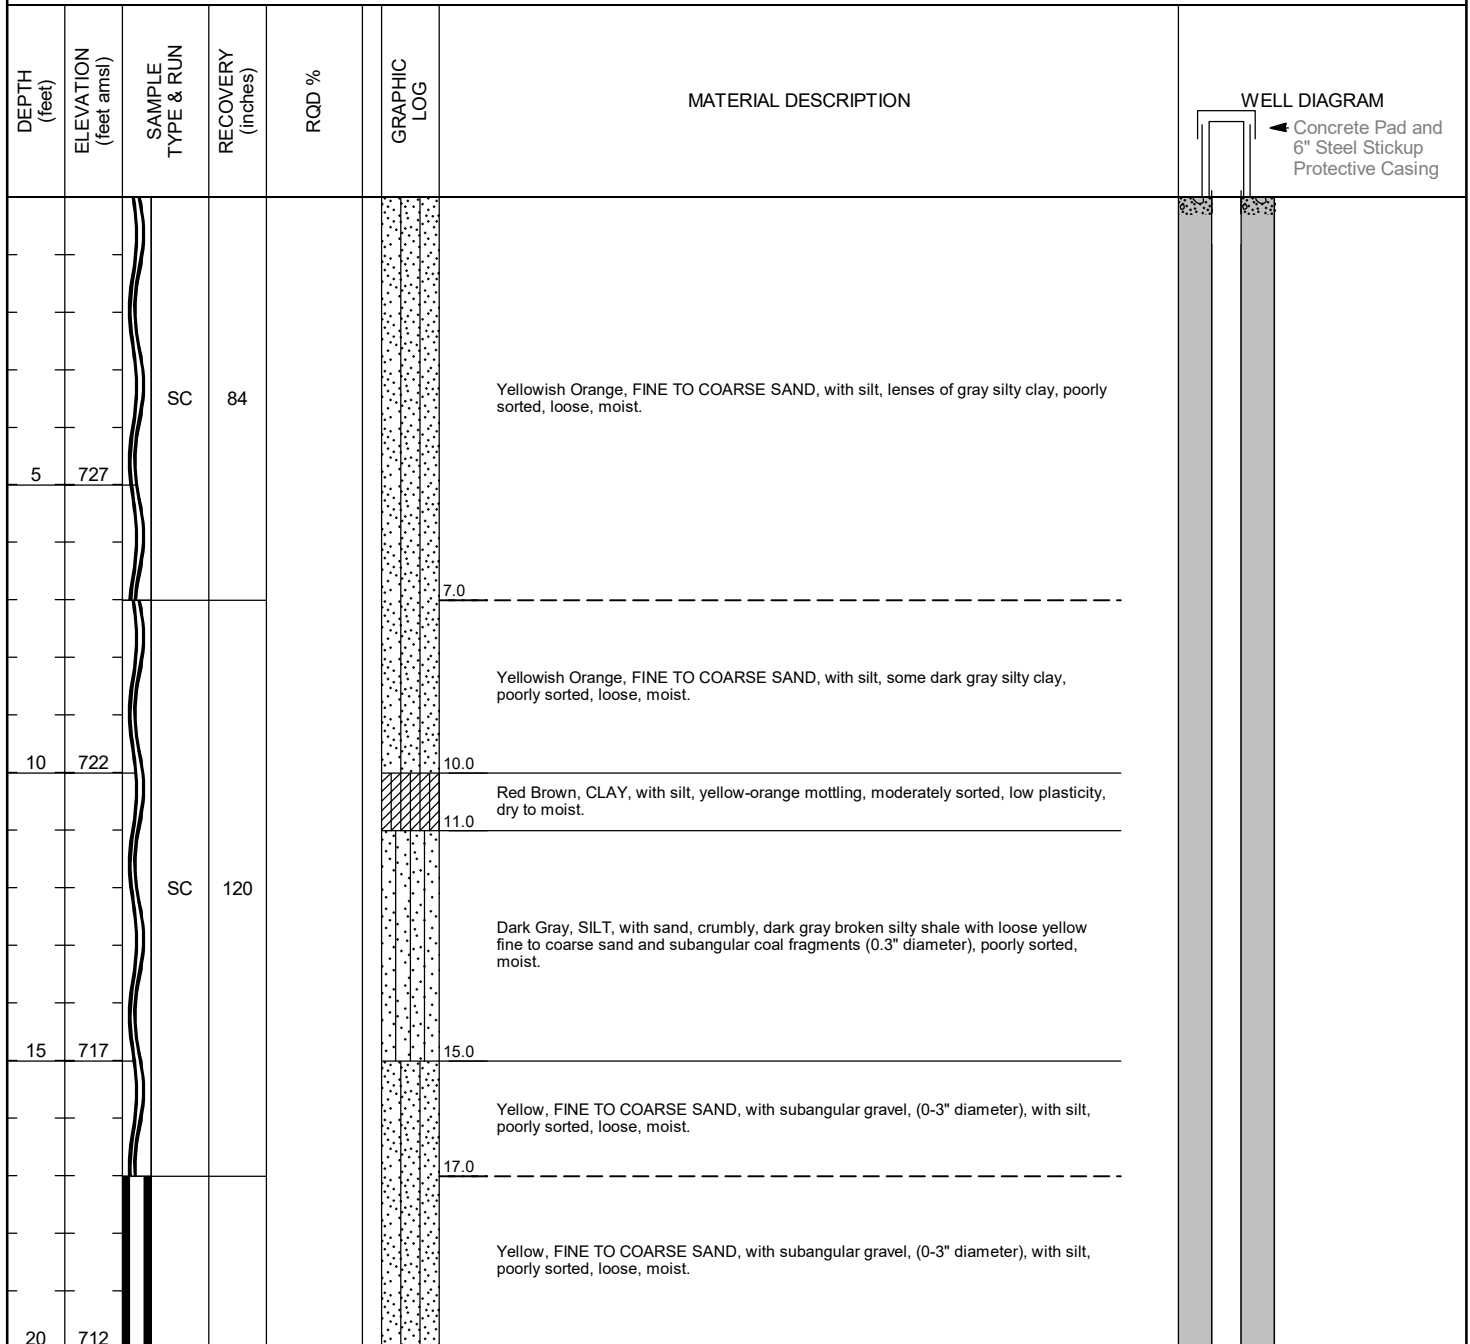 DEPTH
(feet)
ELEVATION
(feet amsl)
SAMPLE
TYPE & RUN
RECOVERY
(inches)
RQD %
GRAPHIC
LOG
MATERIAL DESCRIPTION
WELL DIAGRAM
Concrete Pad and
6" Steel Stickup
Protective Casing
SC 84
Yellowish Orange, FINE TO COARSE SAND, with silt, lenses of gray silty clay, poorly
sorted, loose, moist.
5 727
7.0
Yellowish Orange, FINE TO COARSE SAND, with silt, some dark gray silty clay,
poorly sorted, loose, moist.
10 722
10.0
Red Brown, CLAY, with silt, yellow-orange mottling, moderately sorted, low plasticity,
dry to moist.
11.0
SC 120
Dark Gray, SILT, with sand, crumbly, dark gray broken silty shale with loose yellow
fine to coarse sand and subangular coal fragments (0.3" diameter), poorly sorted,
moist.
15 717
15.0
Yellow, FINE TO COARSE SAND, with subangular gravel, (0-3" diameter), with silt,
poorly sorted, loose, moist.
17.0
Yellow, FINE TO COARSE SAND, with subangular gravel, (0-3" diameter), with silt,
poorly sorted, loose, moist.
20 712